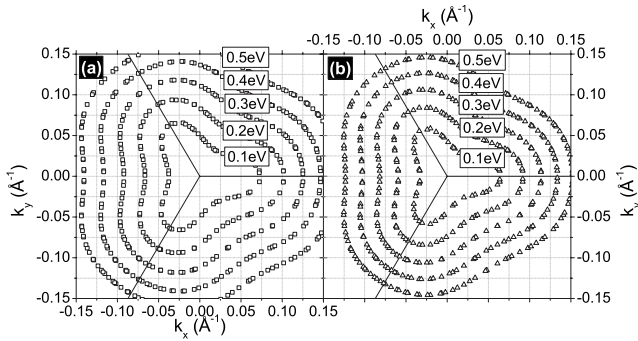 k_x (Å^-1)
-0.15 -0.10 -0.05 0.00 0.05 0.10 0.15
0.15 (a) 0.5eV (b) 0.5eV 0.15
0.10 0.4eV 0.4eV 0.10
0.3eV 0.3eV
0.05 0.2eV 0.2eV 0.05
0.1eV 0.1eV
0.00 0.00
k_y (Å^-1) k_y (Å^-1)
-0.05 -0.05
-0.10 -0.10
-0.15 -0.15
-0.15 -0.10 -0.05 0.00 0.05 0.10 0.15 -0.15 -0.10 -0.05 0.00 0.05 0.10 0.15
k_x (Å^-1)